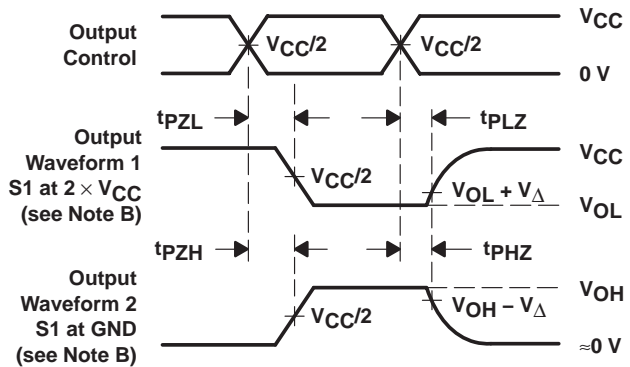 Output
Control
VCC/2
VCC/2
VCC
0 V
tPZL
tPLZ
Output
Waveform 1
S1 at 2 × VCC
(see Note B)
VCC/2
VOL + VΔ
VCC
VOL
tPZH
tPHZ
Output
Waveform 2
S1 at GND
(see Note B)
VCC/2
VOH − VΔ
VOH
≈0 V